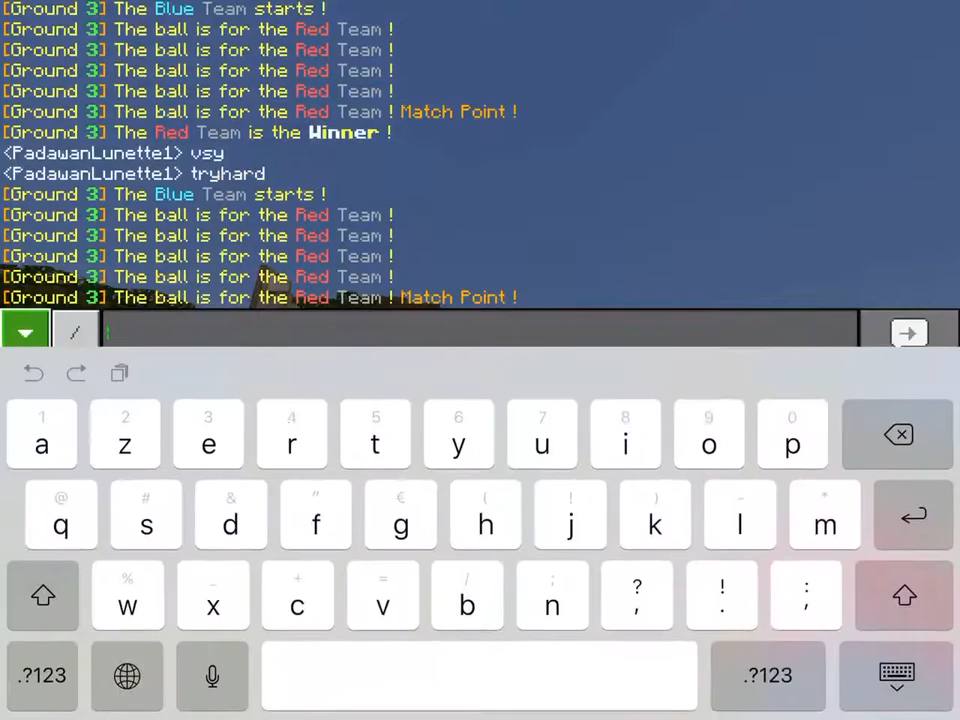 [Ground 3] The Blue Team starts !
[Ground 3] The ball is for the Red Team !
[Ground 3] The ball is for the Red Team !
[Ground 3] The ball is for the Red Team !
[Ground 3] The ball is for the Red Team !
[Ground 3] The ball is for the Red Team ! Match Point !
[Ground 3] The Red Team is the Winner !
<PadawanLunette1> vsy
<PadawanLunette1> tryhard
[Ground 3] The Blue Team starts !
[Ground 3] The ball is for the Red Team !
[Ground 3] The ball is for the Red Team !
[Ground 3] The ball is for the Red Team !
[Ground 3] The ball is for the Red Team !
[Ground 3] The ball is for the Red Team ! Match Point !
/
1 2 3 4 5 6 7 8 9 0
a z e r t y u i o p
@ # & " € ( ! ) - *
q s d f g h j k l m
% _ + = / ; ? ! :
w x c v b n , . '
.?123 .?123